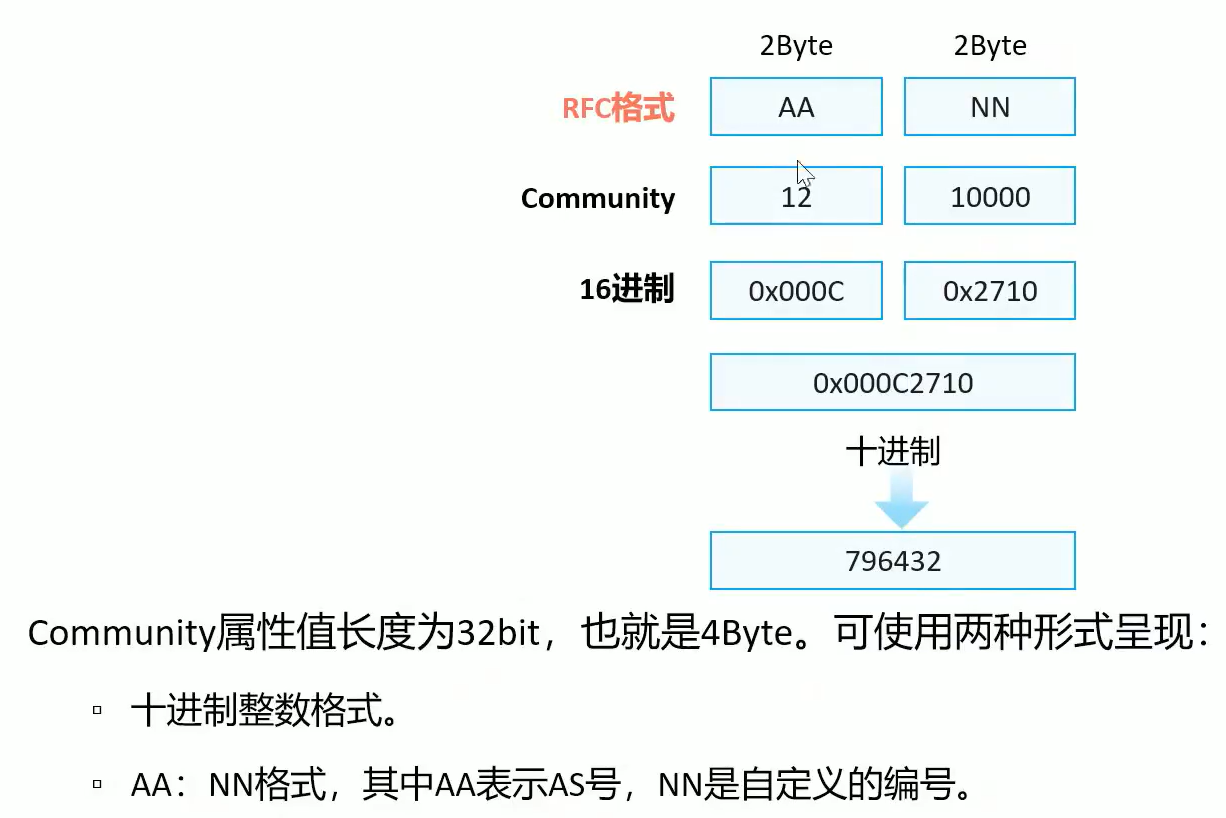 2Byte 2Byte
RFC格式 AA NN
Community 12 10000
16进制 0x000C 0x2710
0x000C2710
十进制
796432
Community属性值长度为32bit，也就是4Byte。可使用两种形式呈现：
▫ 十进制整数格式。
▫ AA：NN格式，其中AA表示AS号，NN是自定义的编号。